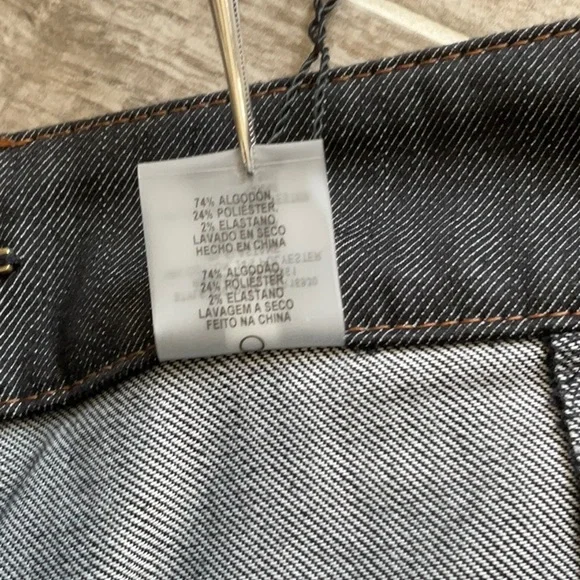 74% ALGODÓN,
24% POLIÉSTER,
2% ELASTANO
LAVADO EN SECO
HECHO EN CHINA
74% ALGODÃO,
24% POLIÉSTER,
2% ELASTANO
LAVAGEM A SECO
FEITO NA CHINA